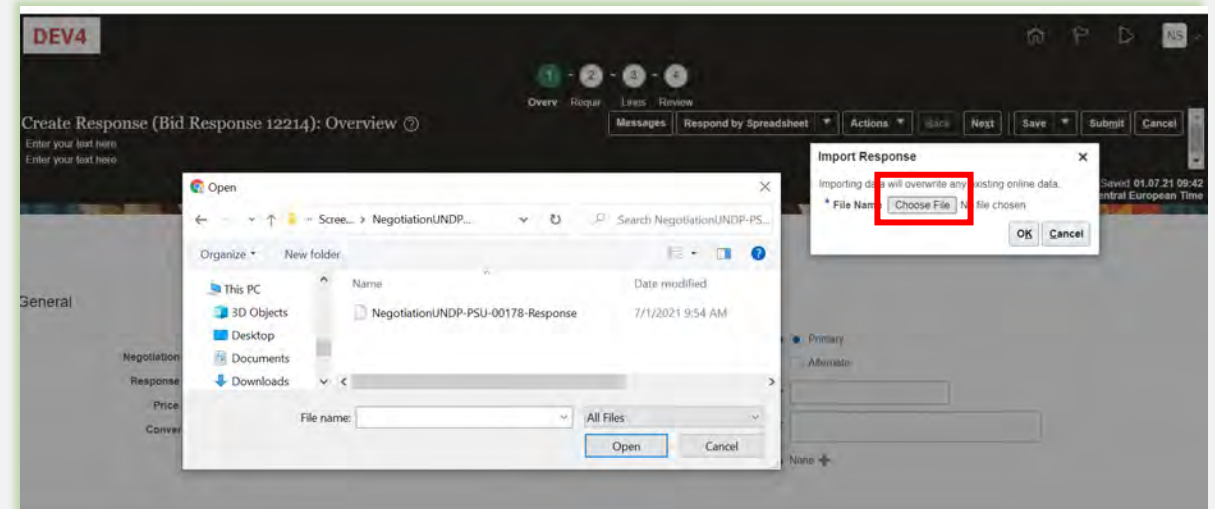 DEV4
NS
1 2 3 4
Overv Requir Lines Review
Create Response (Bid Response 12214): Overview ?
Messages Respond by Spreadsheet Actions Back Next Save Submit Cancel
Enter your text here
Enter your text here
Import Response
Importing data will overwrite any existing online data.
* File Name Choose File No file chosen
OK Cancel
Saved 01.07.21 09:42
entral European Time
Open
Scree... > NegotiationUNDP...
Search NegotiationUNDP-PS...
Organize New folder
This PC
3D Objects
Desktop
Documents
Downloads
Name Date modified
NegotiationUNDP-PSU-00178-Response 7/1/2021 9:54 AM
File name: All Files
Open Cancel
General
Negotiation
Response
Price
Conver
Primary
Alternate
None